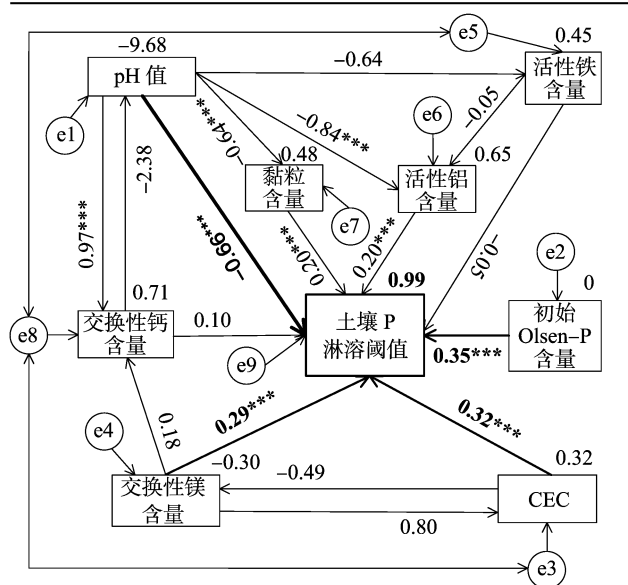 e5
0.45
−9.68
pH 值
−0.64
活性铁
含量
e1
−0.64***
−0.84***
e6
−0.05
0.48
0.65
黏粒
含量
活性铝
含量
0.97***
−2.38
e7
−0.66***
0.20***
0.20***
−0.05
e2
0.99
0
0.71
e8
交换性钙
含量
0.10
土壤 P
淋溶阈值
初始
Olsen−P
含量
e9
0.35***
e4
0.18
0.29***
0.32***
−0.30
−0.49
0.32
交换性镁
含量
CEC
0.80
e3